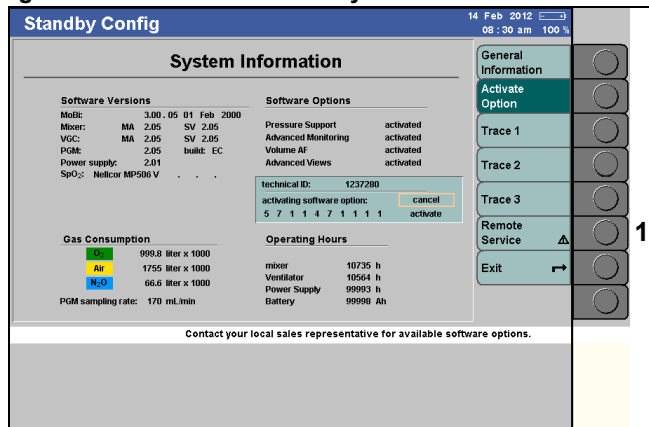 Standby Config
14 Feb 2012
08:30 am 100 %
System Information
Software Versions
MoBi: 3.00.05 01 Feb 2000
Mixer: MA 2.05 SV 2.05
VGC: MA 2.05 SV 2.05
PGM: 2.05 build: EC
Power supply: 2.01
SpO2: Nellcor MP506 V . . .
Software Options
Pressure Support activated
Advanced Monitoring activated
Volume AF activated
Advanced Views activated
technical ID: 1237280
activating software option: cancel
5 7 1 1 4 7 1 1 1 1 activate
Gas Consumption
O2 999.8 liter x 1000
Air 1755 liter x 1000
N2O 66.6 liter x 1000
PGM sampling rate: 170 mL/min
Operating Hours
mixer 10735 h
Ventilator 10564 h
Power Supply 99993 h
Battery 99998 Ah
General
Information
Activate
Option
Trace 1
Trace 2
Trace 3
Remote
Service
Exit
1
Contact your local sales representative for available software options.